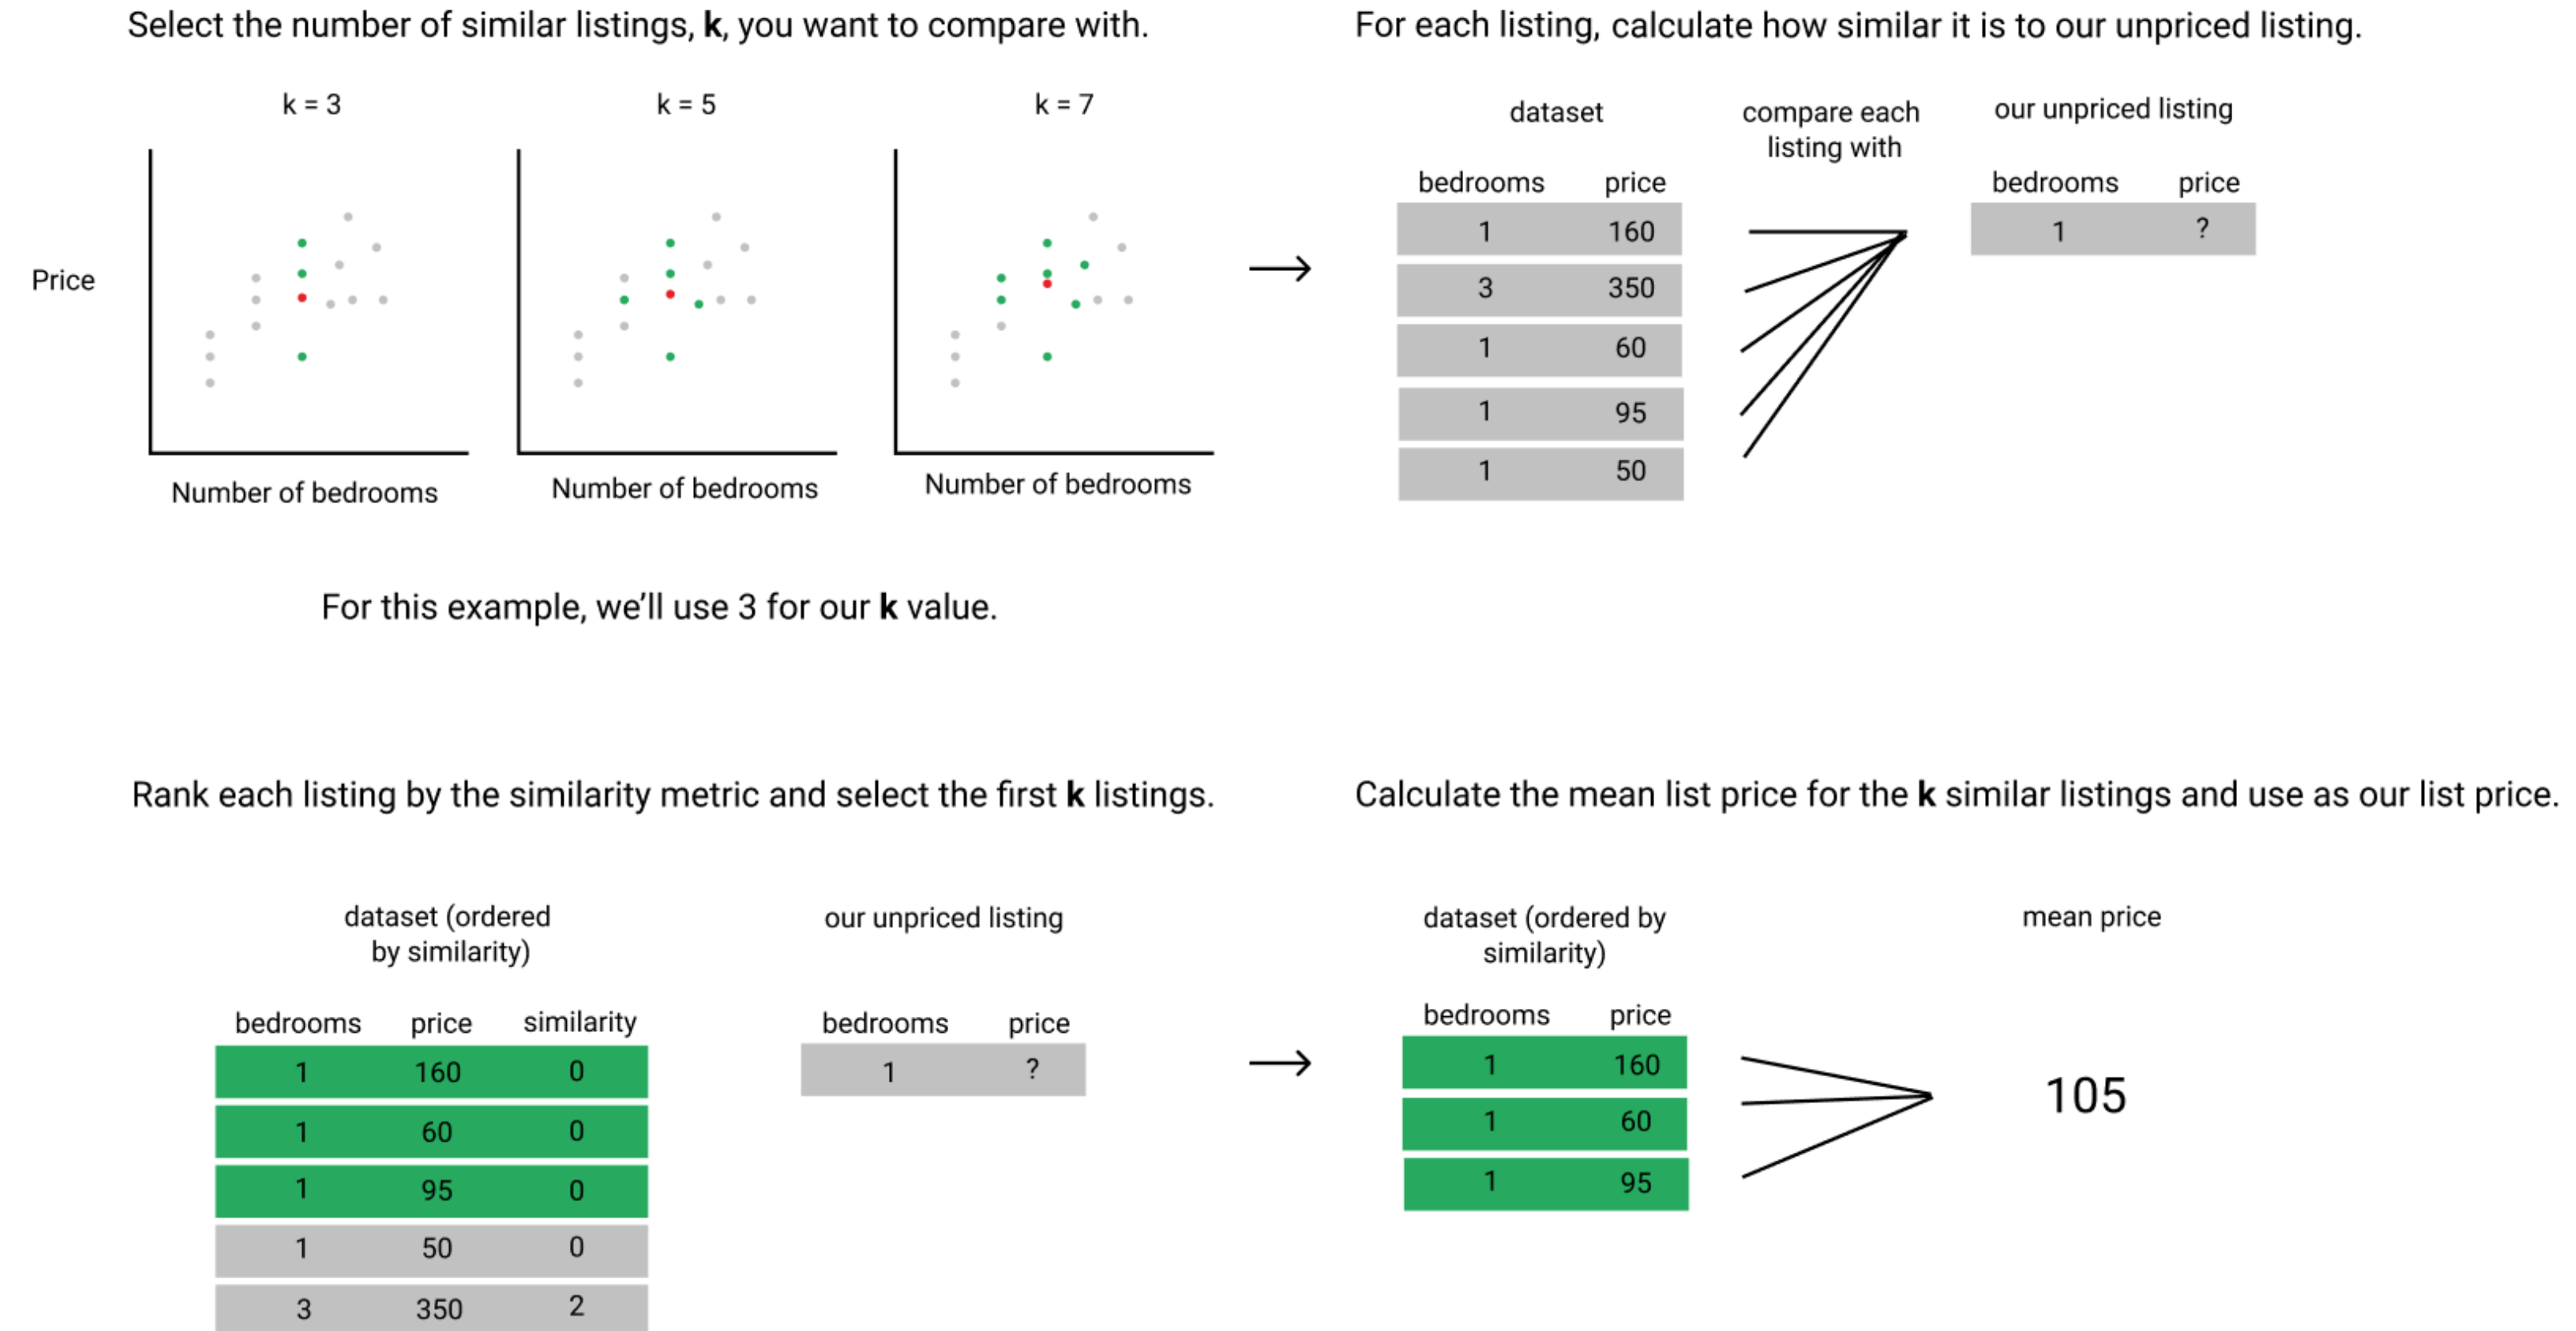 Select the number of similar listings, k, you want to compare with.
k = 3
k = 5
k = 7
Price
Number of bedrooms
Number of bedrooms
Number of bedrooms
For this example, we’ll use 3 for our k value.
For each listing, calculate how similar it is to our unpriced listing.
dataset
compare each
listing with
our unpriced listing
bedrooms price
bedrooms price
1 160
1 ?
3 350
1 60
1 95
1 50
Rank each listing by the similarity metric and select the first k listings.
dataset (ordered
by similarity)
our unpriced listing
bedrooms price similarity
bedrooms price
1 160 0
1 ?
1 60 0
1 95 0
1 50 0
3 350 2
Calculate the mean list price for the k similar listings and use as our list price.
dataset (ordered by
similarity)
mean price
bedrooms price
1 160
1 60
1 95
105